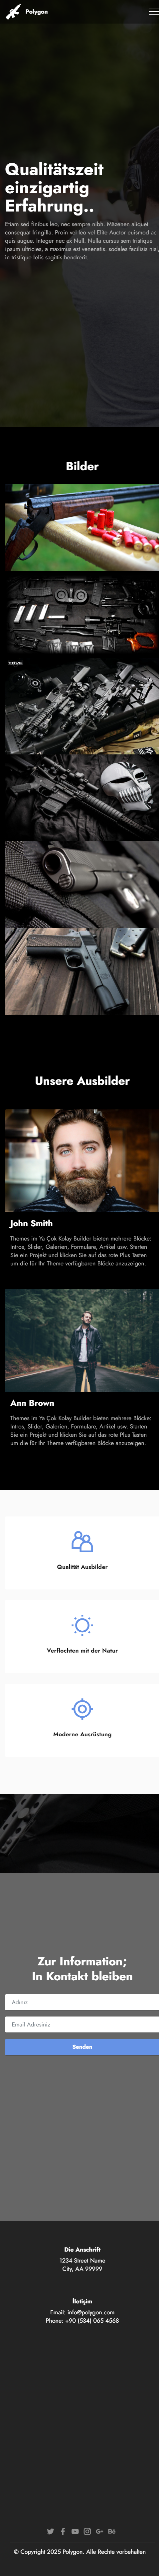 Polygon
Qualitätszeit
einzigartig
Erfahrung..
Etiam sed finibus leo, nec sempre nibh. Mazenen aliquet
consequat fringilla. Proin vel leo vel Elite Auctor euismod ac
quis augue. Integer nec as Null. Nulla cursus sem tristique
ipsum ultricies, a maximus est venenatis. sodales facilisis nisl,
in tristique felis sagittis hendrerit.
Bilder
Unsere Ausbilder
John Smith
Themes im Ya Çok Kolay Builder bieten mehrere Blöcke:
Intros, Slider, Galerien, Formulare, Artikel usw. Starten
Sie ein Projekt und klicken Sie auf das rote Plus Tasten
um die für Ihr Theme verfügbaren Blöcke anzuzeigen.
Ann Brown
Themes im Ya Çok Kolay Builder bieten mehrere Blöcke:
Intros, Slider, Galerien, Formulare, Artikel usw. Starten
Sie ein Projekt und klicken Sie auf das rote Plus Tasten
um die für Ihr Theme verfügbaren Blöcke anzuzeigen.
Qualität Ausbilder
Verflochten mit der Natur
Moderne Ausrüstung
Zur Information;
In Kontakt bleiben
Adiniz
Email Adresiniz
Senden
Die Anschrift
1234 Street Name
City, AA 99999
İletişim
Email: info@polygon.com
Phone: +90 (534) 065 4568
© Copyright 2025 Polygon. Alle Rechte vorbehalten